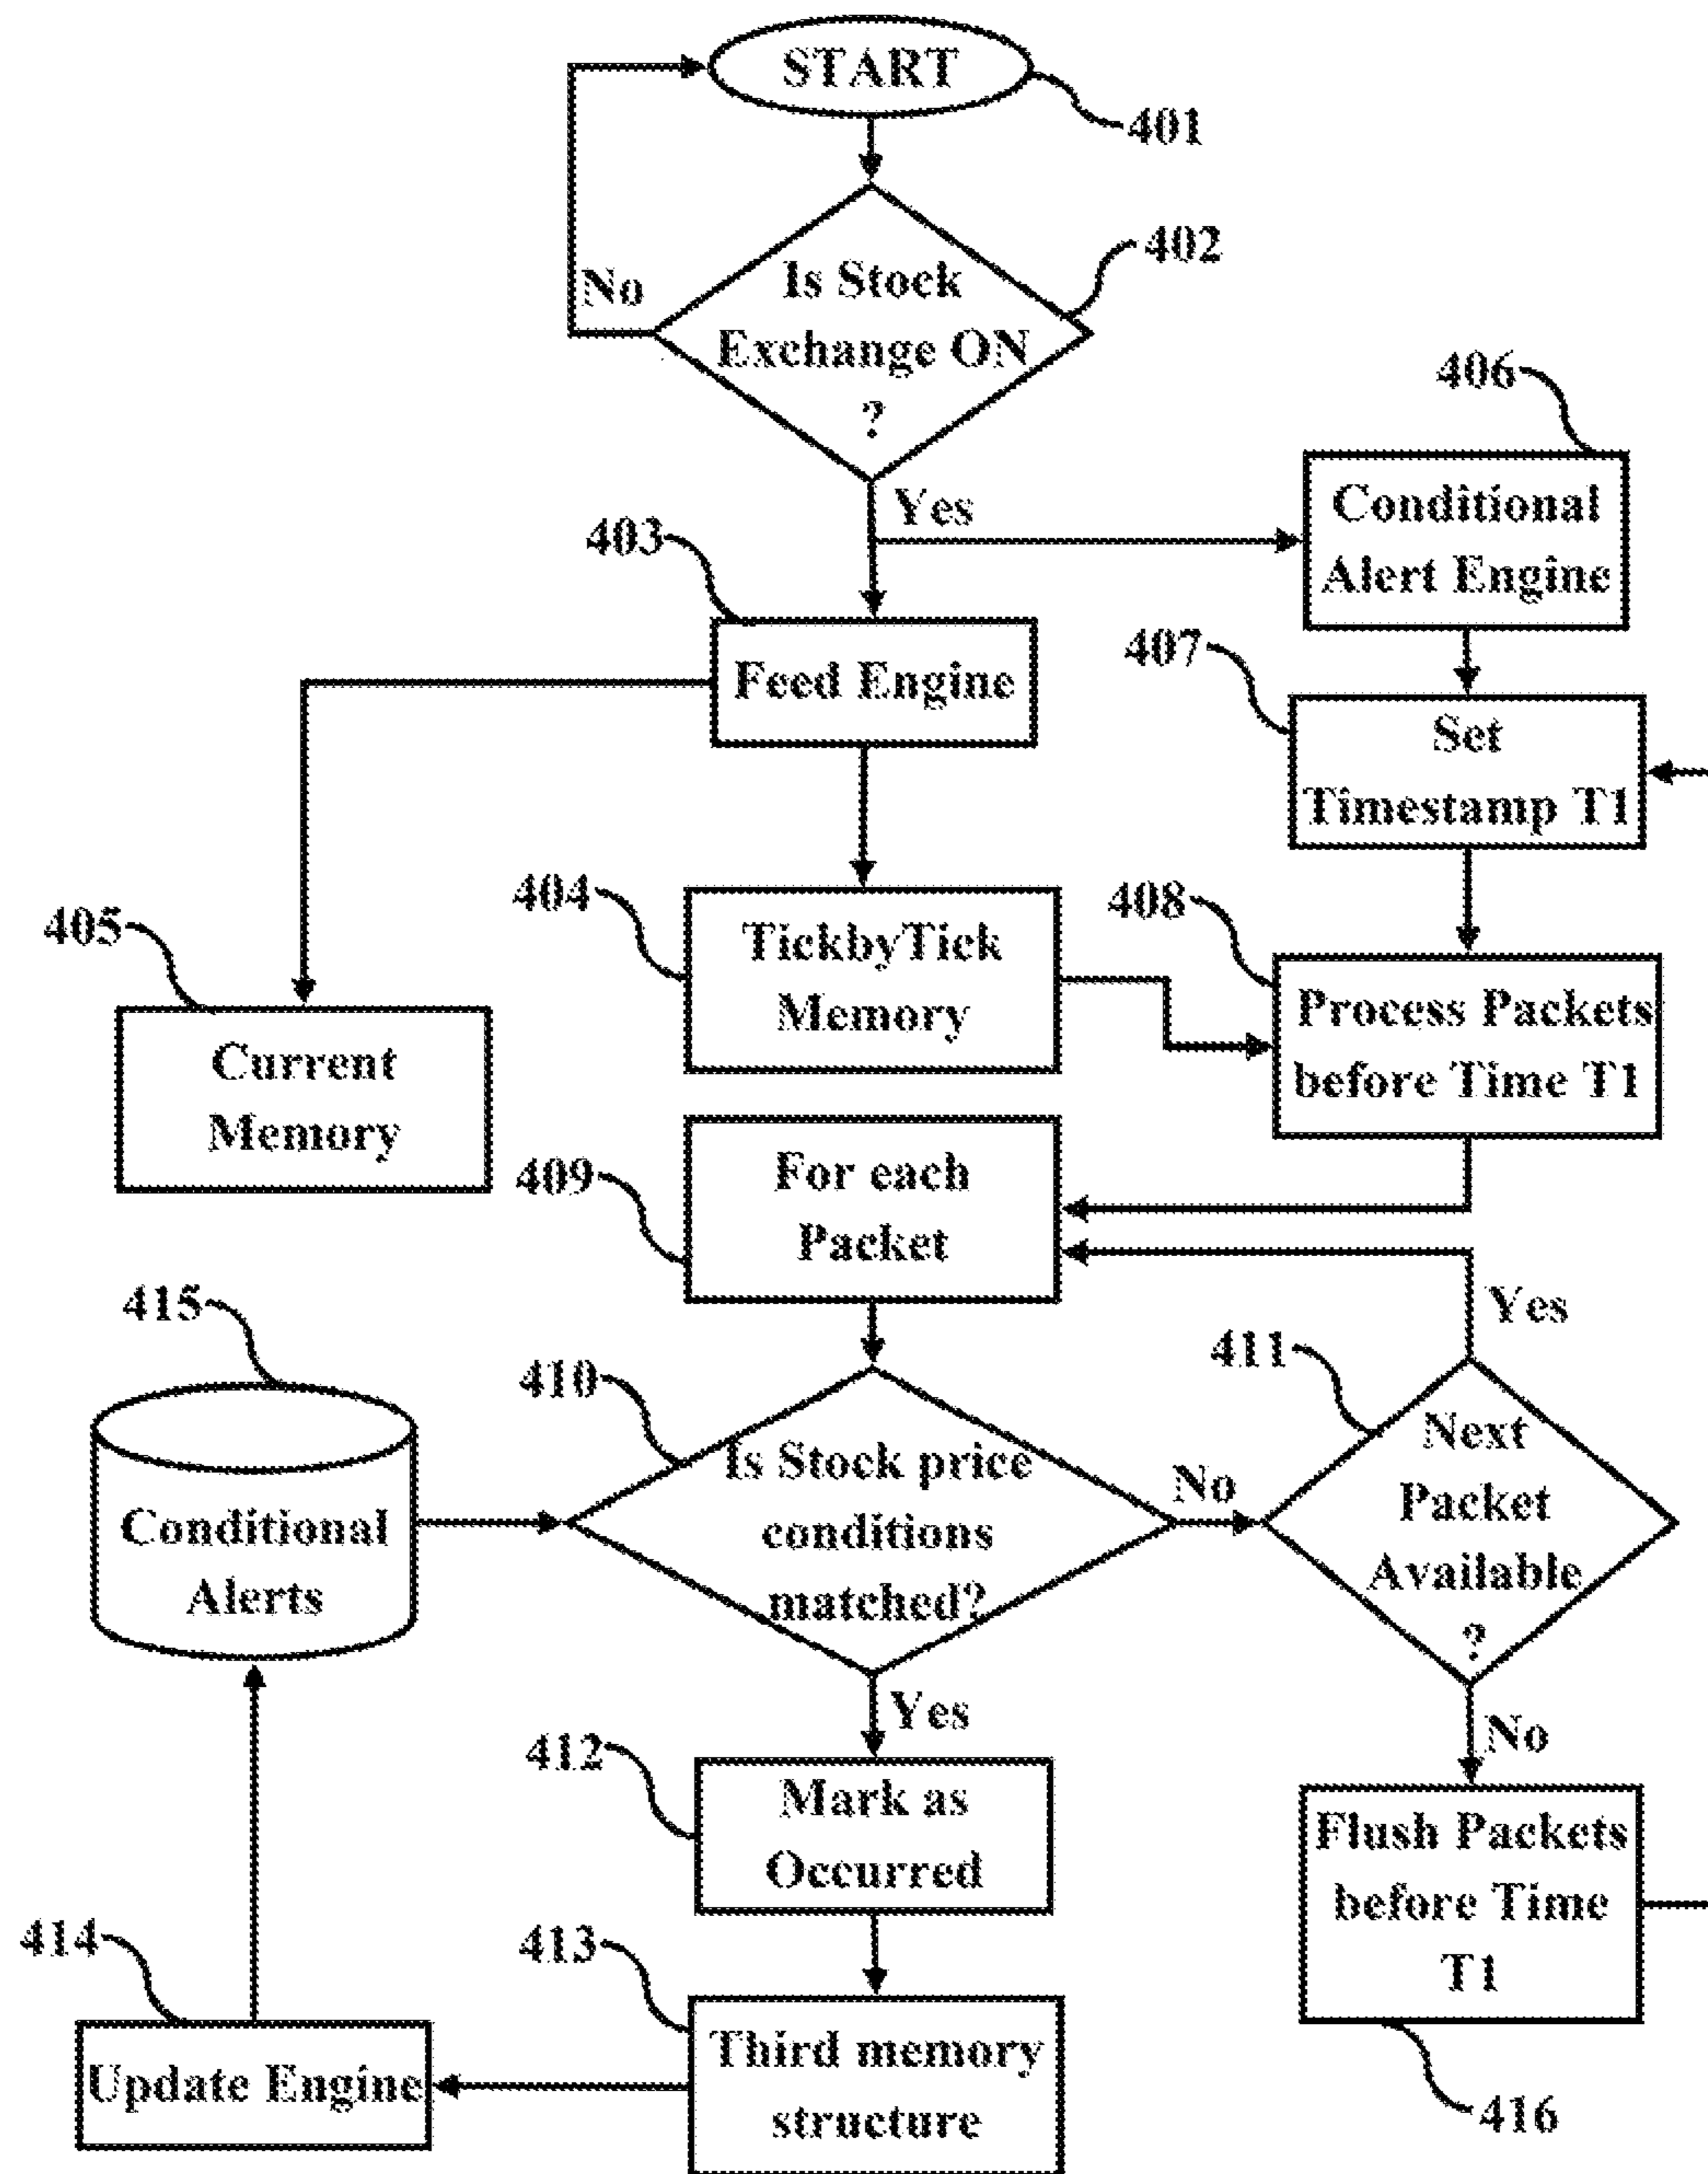 START
401
402
No
Is Stock
Exchange ON
?
Yes
406
Conditional
Alert Engine
403
Feed Engine
407
Set
Timestamp T1
404
TickbyTick
Memory
405
Current
Memory
408
Process Packets
before Time T1
409
For each
Packet
415
Conditional
Alerts
410
Is Stock price
conditions
matched?
No
411
Next
Packet
Available
?
Yes
Yes
412
Mark as
Occurred
No
Flush Packets
before Time
T1
416
413
Third memory
structure
414
Update Engine